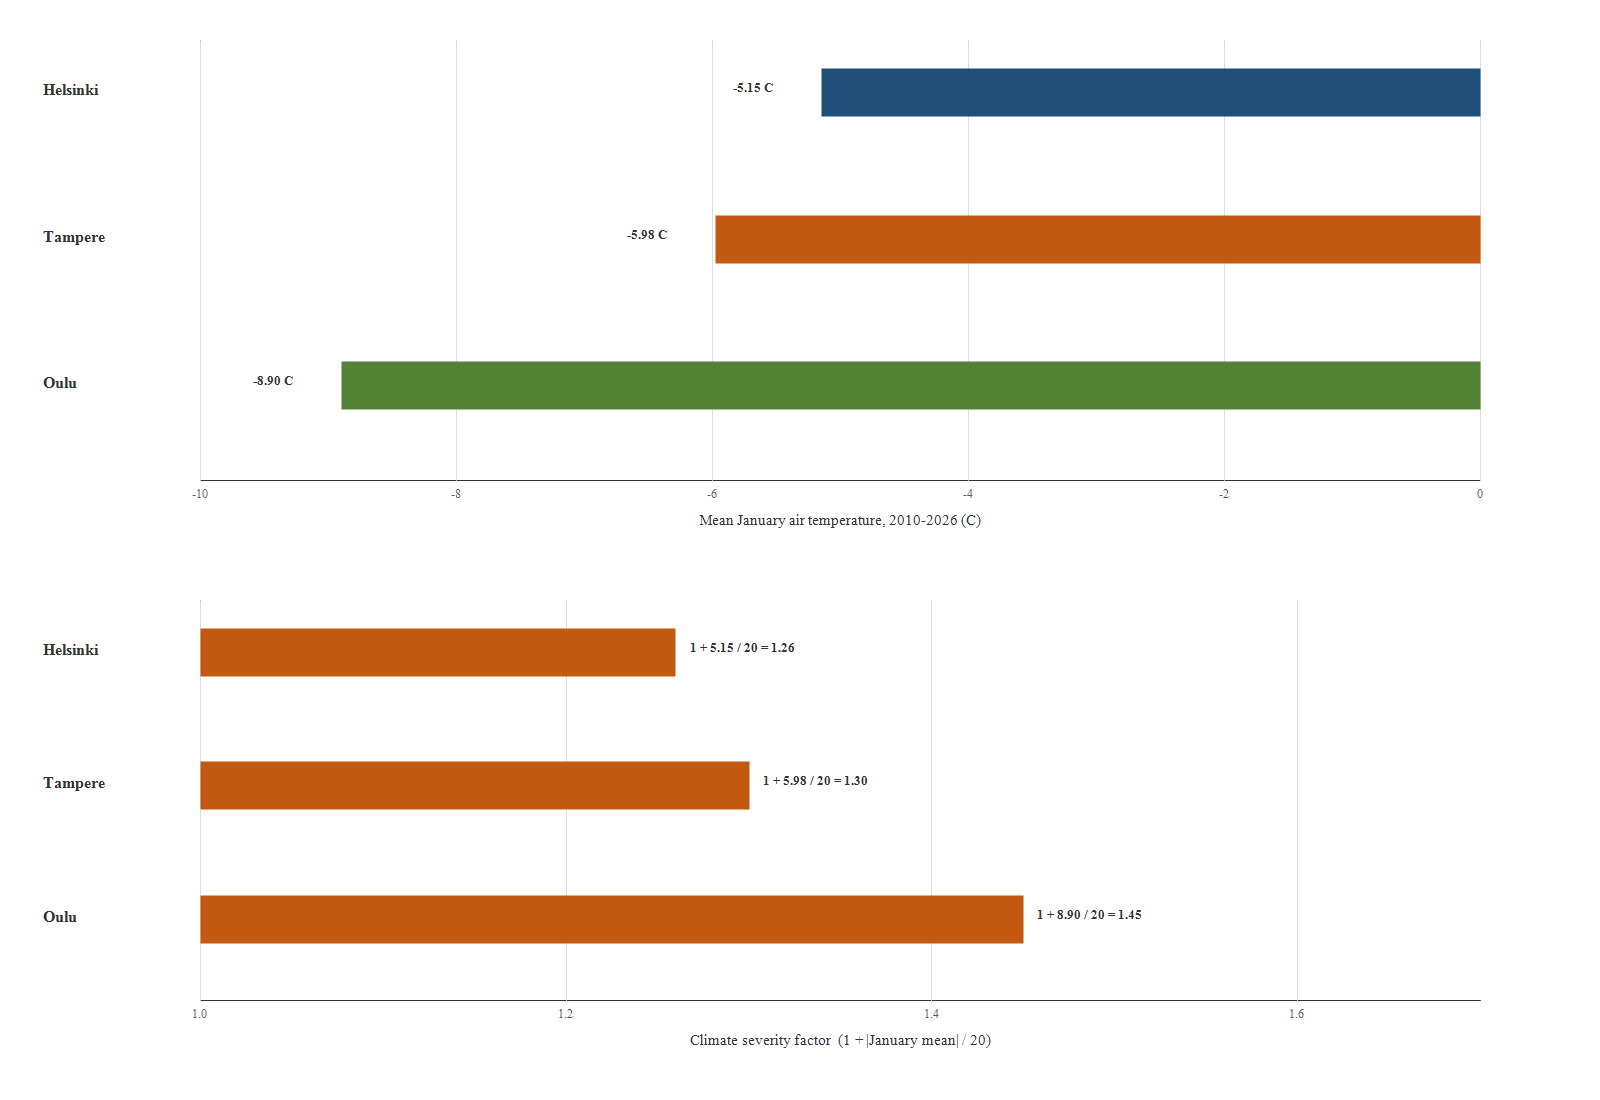 Helsinki
-5.15 C
Tampere
-5.98 C
Oulu
-8.90 C
-10 -8 -6 -4 -2 0
Mean January air temperature, 2010-2026 (C)
Helsinki
1 + 5.15 / 20 = 1.26
Tampere
1 + 5.98 / 20 = 1.30
Oulu
1 + 8.90 / 20 = 1.45
1.0 1.2 1.4 1.6
Climate severity factor (1 + |January mean| / 20)